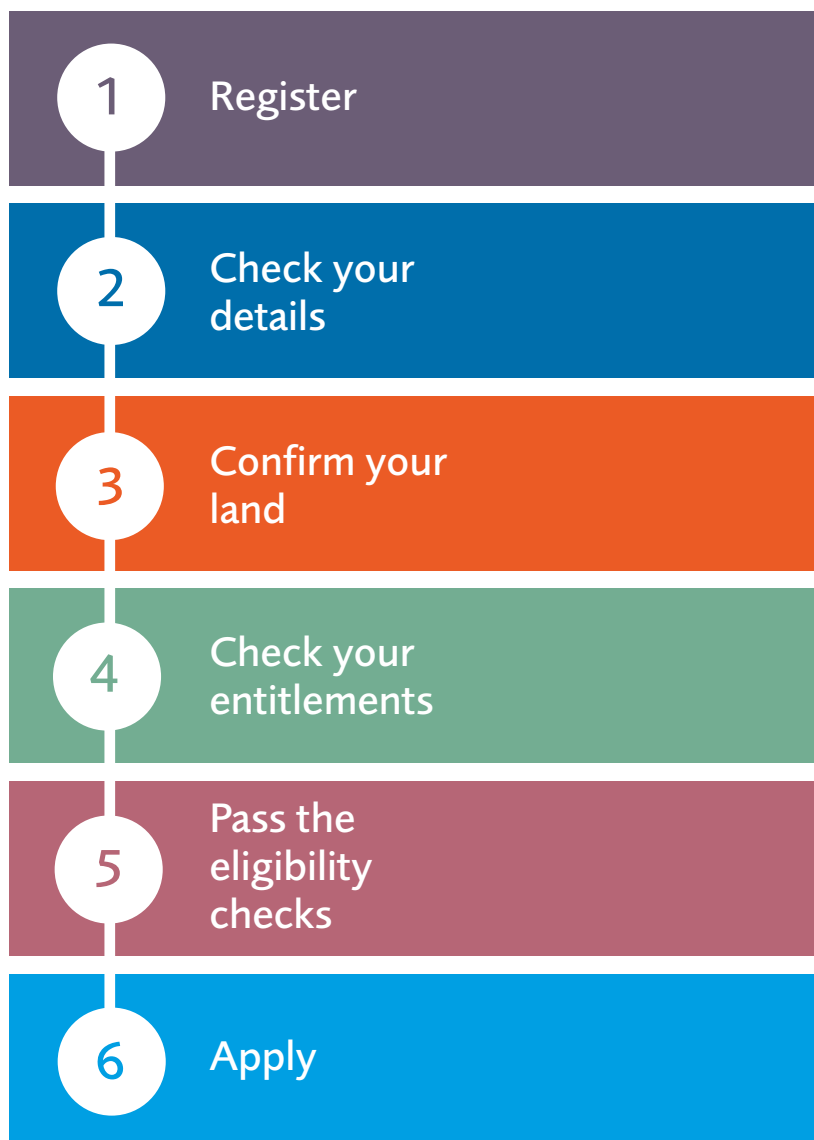 1
Register
2
Check your
details
3
Confirm your
land
4
Check your
entitlements
5
Pass the
eligibility
checks
6
Apply